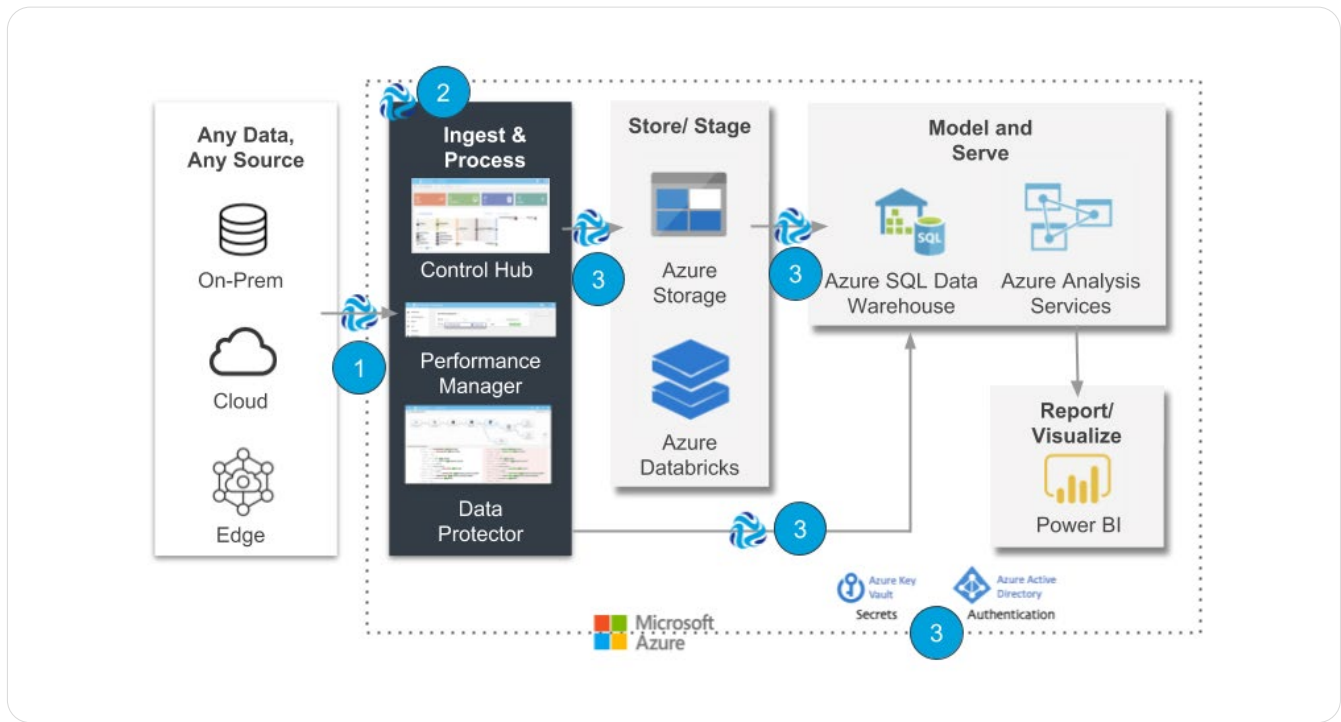 Any Data,
Any Source
On-Prem
Cloud
Edge
1
2
Ingest &
Process
Control Hub
Performance
Manager
Data
Protector
3
Store/ Stage
Azure
Storage
Azure
Databricks
3
Model and
Serve
SQL
Azure SQL Data
Warehouse
Azure Analysis
Services
3
Report/
Visualize
Power BI
Azure Key
Vault
Secrets
Azure Active
Directory
Authentication
3
Microsoft
Azure